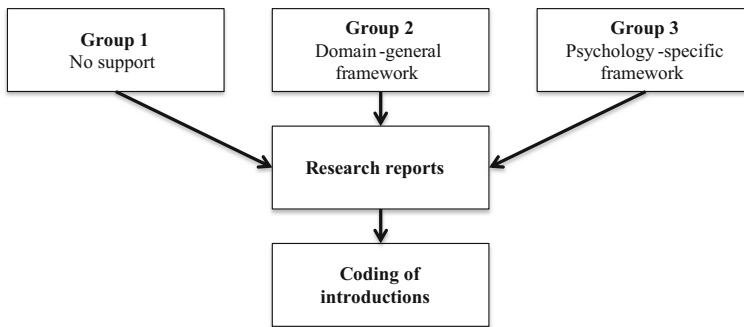 Group 1
No support
Group 2
Domain-general
framework
Group 3
Psychology-specific
framework
Research reports
Coding of
introductions